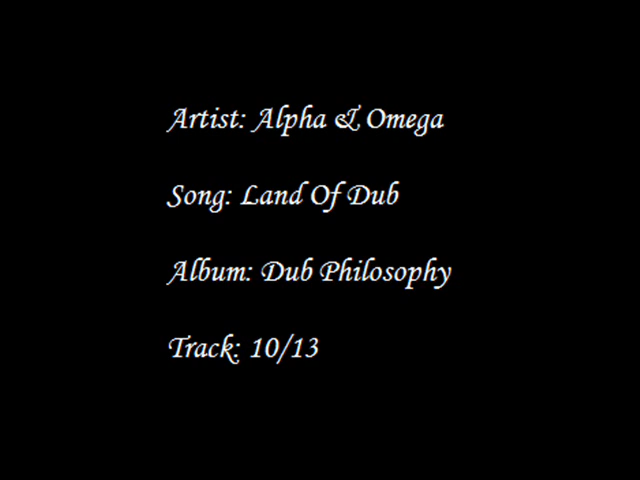 Artist: Alpha & Omega
Song: Land Of Dub
Album: Dub Philosophy
Track: 10/13